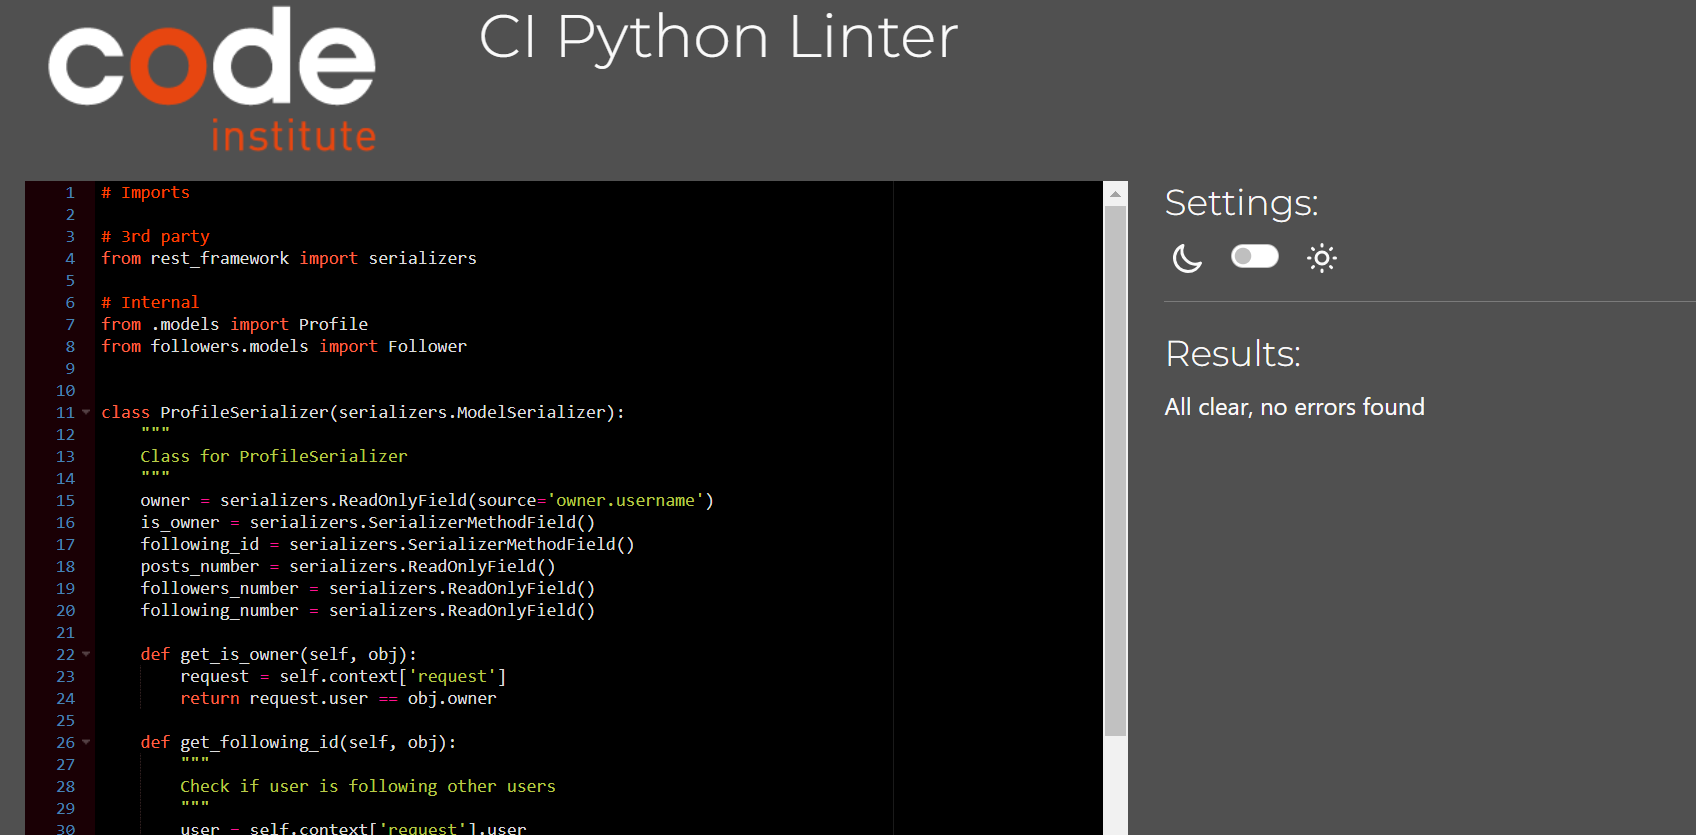 code
institute
CI Python Linter
1 # Imports
2
3 # 3rd party
4 from rest_framework import serializers
5
6 # Internal
7 from .models import Profile
8 from followers.models import Follower
9
10
11 class ProfileSerializer(serializers.ModelSerializer):
12     """
13     Class for ProfileSerializer
14     """
15     owner = serializers.ReadOnlyField(source='owner.username')
16     is_owner = serializers.SerializerMethodField()
17     following_id = serializers.SerializerMethodField()
18     posts_number = serializers.ReadOnlyField()
19     followers_number = serializers.ReadOnlyField()
20     following_number = serializers.ReadOnlyField()
21
22     def get_is_owner(self, obj):
23         request = self.context['request']
24         return request.user == obj.owner
25
26     def get_following_id(self, obj):
27         """
28         Check if user is following other users
29         """
30         user = self.context['request'].user
Settings:
Results:
All clear, no errors found